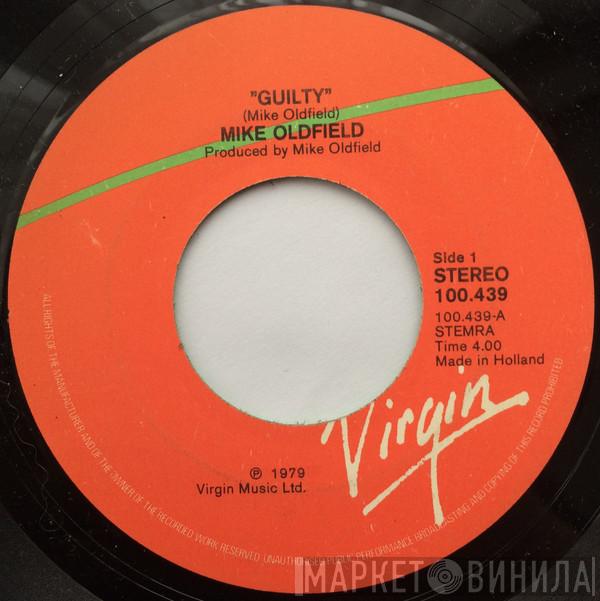 "GUILTY"
(Mike Oldfield)
MIKE OLDFIELD
Produced by Mike Oldfield
Side 1
STEREO
100.439
100.439-A
STEMRA
Time 4.00
Made in Holland
Virgin
℗ 1979
Virgin Music Ltd.
ALL RIGHTS OF THE MANUFACTURER AND OF THE OWNER OF THE RECORDED WORK RESERVED. UNAUTHORISED PUBLIC PERFORMANCE, BROADCASTING AND COPYING OF THIS RECORD PROHIBITED
МАРКЕТ ВИНИЛА